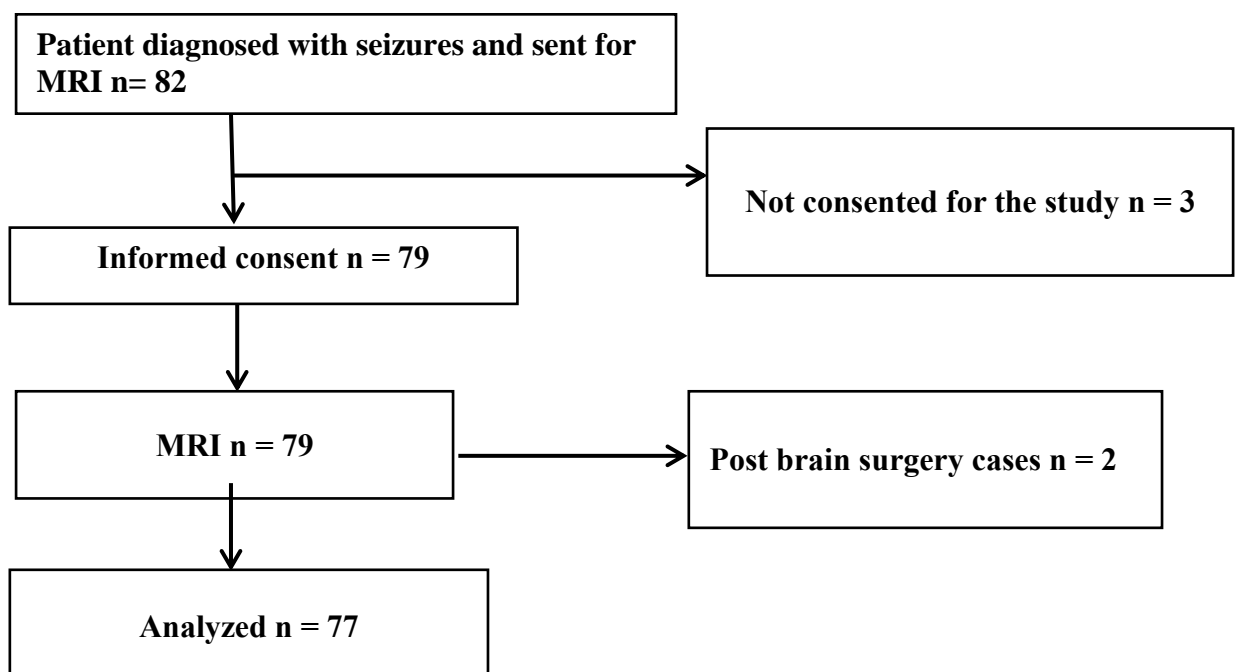 Patient diagnosed with seizures and sent for
MRI n= 82
Not consented for the study n = 3
Informed consent n = 79
MRI n = 79
Post brain surgery cases n = 2
Analyzed n = 77